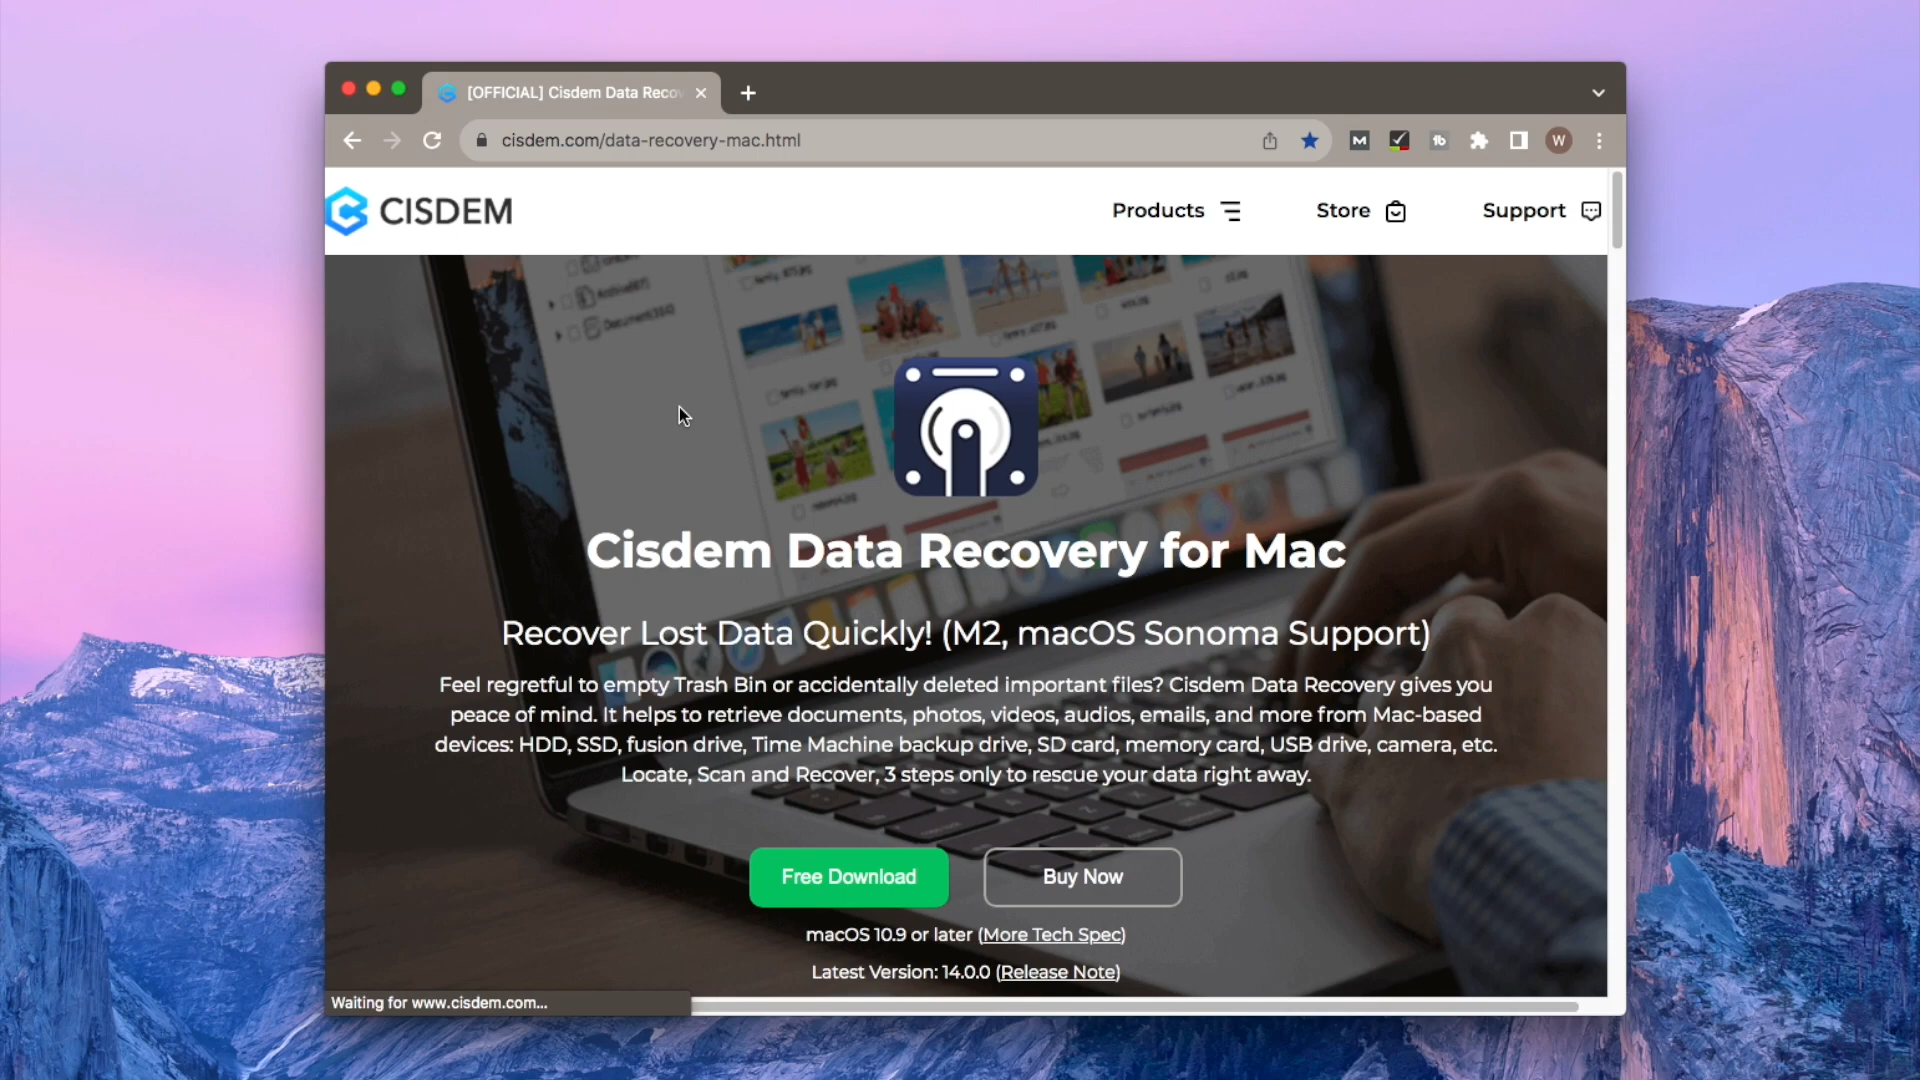 [OFFICIAL] Cisdem Data Reco
cisdem.com/data-recovery-mac.html
W
CISDEM
Products
Store
Support
Cisdem Data Recovery for Mac
Recover Lost Data Quickly! (M2, macOS Sonoma Support)
Feel regretful to empty Trash Bin or accidentally deleted important files? Cisdem Data Recovery gives you
peace of mind. It helps to retrieve documents, photos, videos, audios, emails, and more from Mac-based
devices: HDD, SSD, fusion drive, Time Machine backup drive, SD card, memory card, USB drive, camera, etc.
Locate, Scan and Recover, 3 steps only to rescue your data right away.
Free Download
Buy Now
macOS 10.9 or later (More Tech Spec)
Latest Version: 14.0.0 (Release Note)
Waiting for www.cisdem.com...